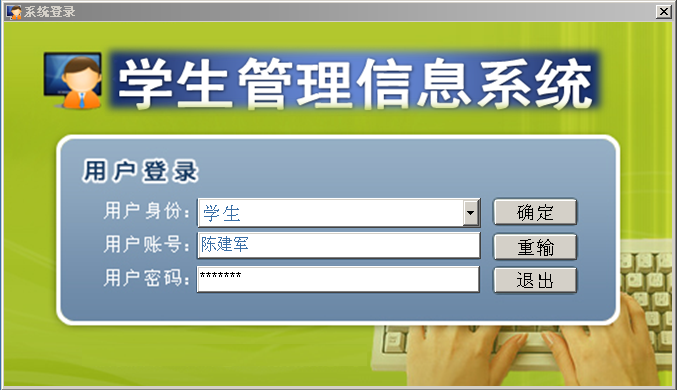 系统登录
学生管理信息系统
用户登录
用户身份：学生 确定
用户账号：陈建军 重输
用户密码：******* 退出